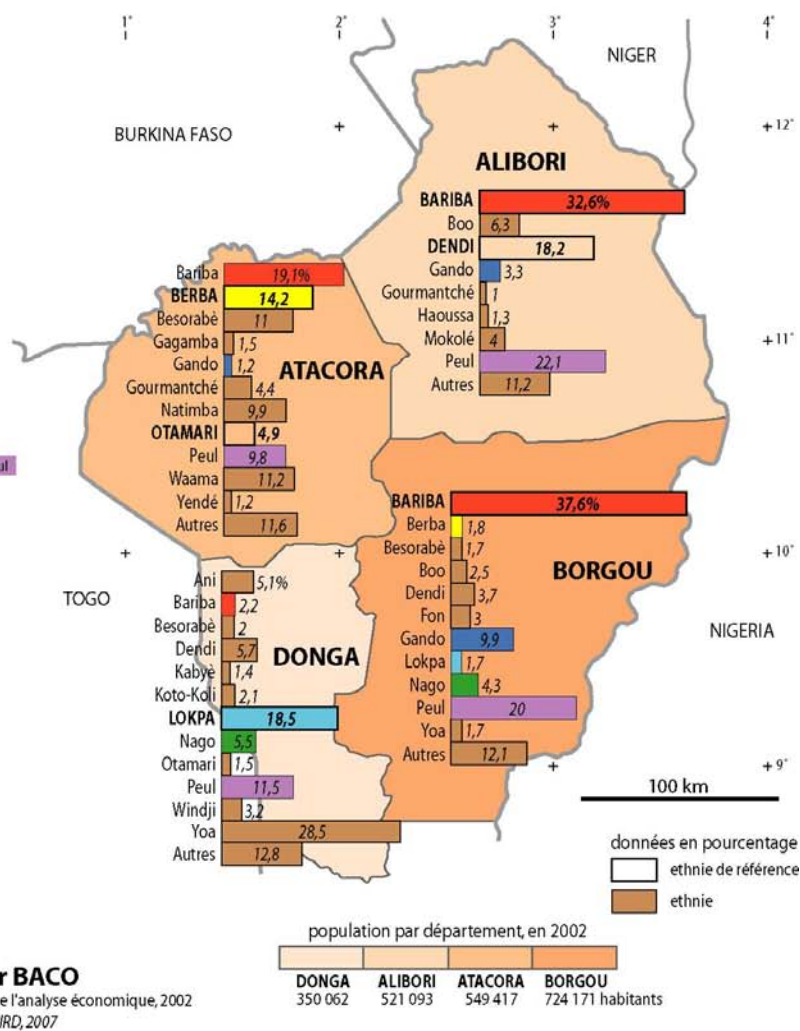 1° 2° 3° 4°
NIGER
BURKINA FASO
+12°
ALIBORI
BARIBA 32,6%
Boo 6,3
DENDI 18,2
Gando 3,3
Gourmantché 1
Haoussa 1,3
Mokolé 4
Peul 22,1
Autres 11,2
+11°
Bariba 19,1%
BERBA 14,2
Besorabè 11
Gagamba 1,5
Gando 1,2
Gourmantché 4,4
Natimba 9,9
OTAMARI 4,9
Peul 9,8
Waama 11,2
Yendé 1,2
Autres 11,6
ATACORA
ul
BARIBA 37,6%
Berba 1,8
Besorabè 1,7
Boo 2,5
Dendi 3,7
Fon 3
Gando 9,9
Lokpa 1,7
Nago 4,3
Peul 20
Yoa 1,7
Autres 12,1
BORGOU
+10°
TOGO
NIGERIA
Ani 5,1%
Bariba 2,2
Besorabè 2
Dendi 5,7
Kabyè 1,4
Koto-Koli 2,1
LOKPA 18,5
Nago 5,5
Otamari 1,5
Peul 11,5
Windji 3,2
Yoa 28,5
Autres 12,8
DONGA
+9°
100 km
données en pourcentage
ethnie de référence
ethnie
population par département, en 2002
DONGA ALIBORI ATACORA BORGOU
350 062 521 093 549 417 724 171 habitants
r BACO
e l'analyse économique, 2002
IRD, 2007